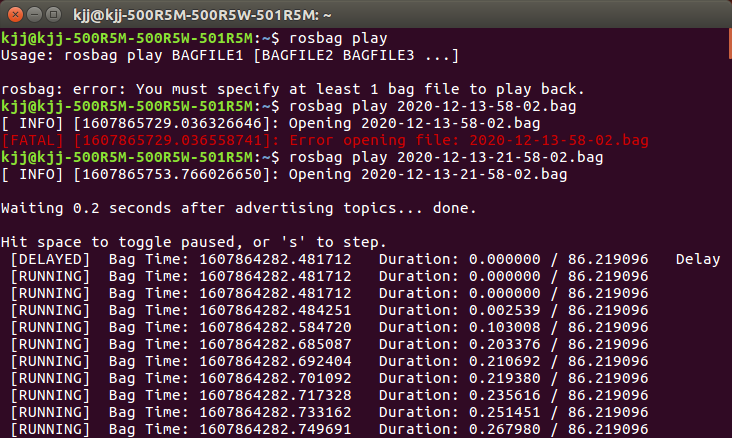 kjj@kjj-500R5M-500R5W-501R5M: ~
kjj@kjj-500R5M-500R5W-501R5M:~$ rosbag play
Usage: rosbag play BAGFILE1 [BAGFILE2 BAGFILE3 ...]
rosbag: error: You must specify at least 1 bag file to play back.
kjj@kjj-500R5M-500R5W-501R5M:~$ rosbag play 2020-12-13-58-02.bag
[ INFO] [1607865729.036326646]: Opening 2020-12-13-58-02.bag
[FATAL] [1607865729.036558741]: Error opening file: 2020-12-13-58-02.bag
kjj@kjj-500R5M-500R5W-501R5M:~$ rosbag play 2020-12-13-21-58-02.bag
[ INFO] [1607865753.766026650]: Opening 2020-12-13-21-58-02.bag
Waiting 0.2 seconds after advertising topics... done.
Hit space to toggle paused, or 's' to step.
[DELAYED]  Bag Time: 1607864282.481712   Duration: 0.000000 / 86.219096   Delay
[RUNNING]  Bag Time: 1607864282.481712   Duration: 0.000000 / 86.219096
[RUNNING]  Bag Time: 1607864282.481712   Duration: 0.000000 / 86.219096
[RUNNING]  Bag Time: 1607864282.484251   Duration: 0.002539 / 86.219096
[RUNNING]  Bag Time: 1607864282.584720   Duration: 0.103008 / 86.219096
[RUNNING]  Bag Time: 1607864282.685087   Duration: 0.203376 / 86.219096
[RUNNING]  Bag Time: 1607864282.692404   Duration: 0.210692 / 86.219096
[RUNNING]  Bag Time: 1607864282.701092   Duration: 0.219380 / 86.219096
[RUNNING]  Bag Time: 1607864282.717328   Duration: 0.235616 / 86.219096
[RUNNING]  Bag Time: 1607864282.733162   Duration: 0.251451 / 86.219096
[RUNNING]  Bag Time: 1607864282.749691   Duration: 0.267980 / 86.219096